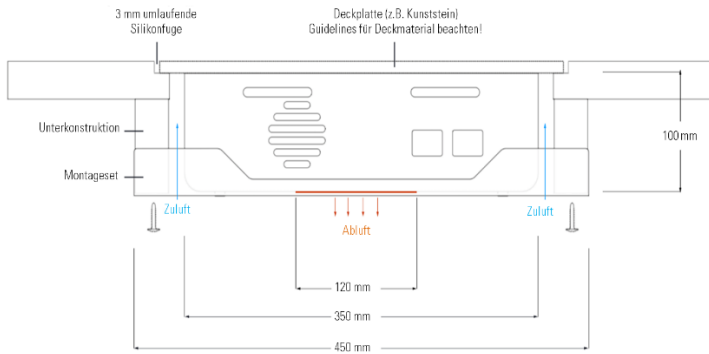 3 mm umlaufende
Silikonfuge
Deckplatte (z.B. Kunststein)
Guidelines für Deckmaterial beachten!
Unterkonstruktion
100 mm
Montageset
Zuluft
Zuluft
Abluft
120 mm
350 mm
450 mm